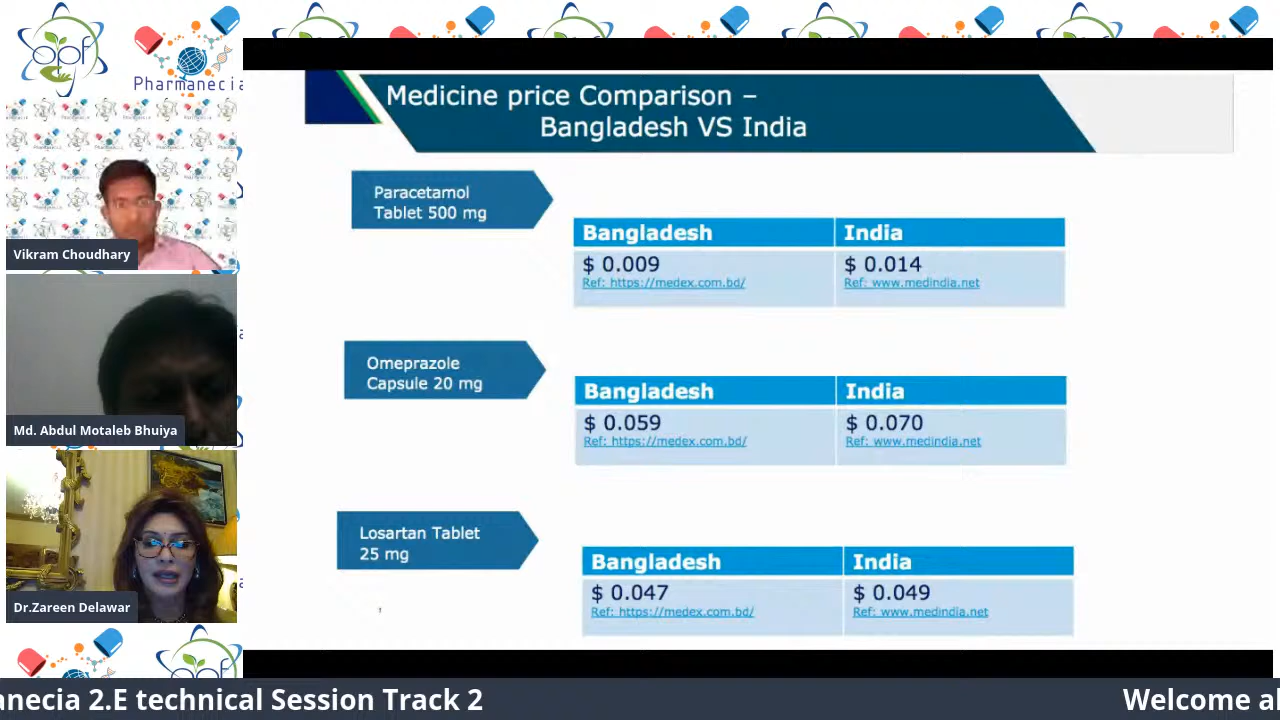 opf
Pharmanecia
Vikram Choudhary
Md. Abdul Motaleb Bhuiya
Dr.Zareen Delawar
Medicine price Comparison –
Bangladesh VS India
Paracetamol
Tablet 500 mg
Bangladesh India
$ 0.009 $ 0.014
Ref: https://medex.com.bd/ Ref: www.medindia.net
Omeprazole
Capsule 20 mg
Bangladesh India
$ 0.059 $ 0.070
Ref: https://medex.com.bd/ Ref: www.medindia.net
Losartan Tablet
25 mg
Bangladesh India
$ 0.047 $ 0.049
Ref: https://medex.com.bd/ Ref: www.medindia.net
anecia 2.E technical Session Track 2 Welcome al